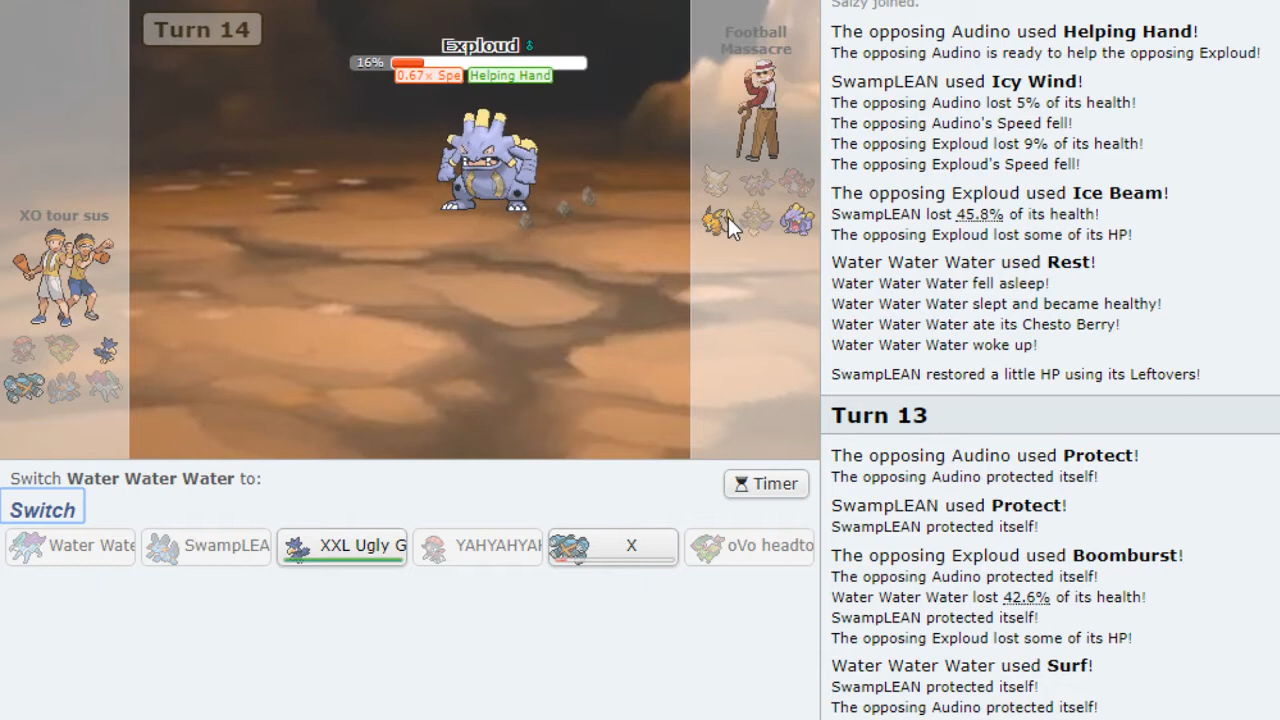 Turn 14
Exploud ♂
16%
0.67× Spe
Helping Hand
Football
Massacre
XO tour sus
Switch Water Water Water to:
Timer
Switch
Water Wate
SwampLEA
XXL Ugly G
YAHYAHYAH
X
oVo headto
Salzy joined.
The opposing Audino used Helping Hand!
The opposing Audino is ready to help the opposing Exploud!
SwampLEAN used Icy Wind!
The opposing Audino lost 5% of its health!
The opposing Audino's Speed fell!
The opposing Exploud lost 9% of its health!
The opposing Exploud's Speed fell!
The opposing Exploud used Ice Beam!
SwampLEAN lost 45.8% of its health!
The opposing Exploud lost some of its HP!
Water Water Water used Rest!
Water Water Water fell asleep!
Water Water Water slept and became healthy!
Water Water Water ate its Chesto Berry!
Water Water Water woke up!
SwampLEAN restored a little HP using its Leftovers!
Turn 13
The opposing Audino used Protect!
The opposing Audino protected itself!
SwampLEAN used Protect!
SwampLEAN protected itself!
The opposing Exploud used Boomburst!
The opposing Audino protected itself!
Water Water Water lost 42.6% of its health!
SwampLEAN protected itself!
The opposing Exploud lost some of its HP!
Water Water Water used Surf!
SwampLEAN protected itself!
The opposing Audino protected itself!